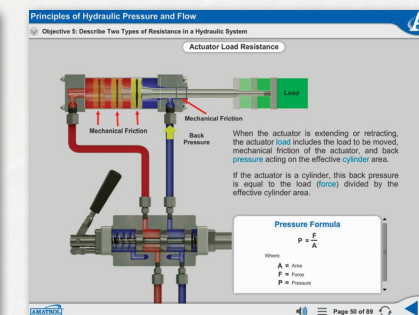 Principles of Hydraulic Pressure and Flow
Objective 5: Describe Two Types of Resistance in a Hydraulic System
Actuator Load Resistance
Load
Mechanical Friction
Mechanical Friction
Back
Pressure
When the actuator is extending or retracting,
the actuator load includes the load to be moved,
mechanical friction of the actuator, and back
pressure acting on the effective cylinder area.
If the actuator is a cylinder, this back pressure
is equal to the load (force) divided by the
effective cylinder area.
Pressure Formula
P = F
A
Where:
A = Area
F = Force
P = Pressure
AMATROL
Page 50 of 89